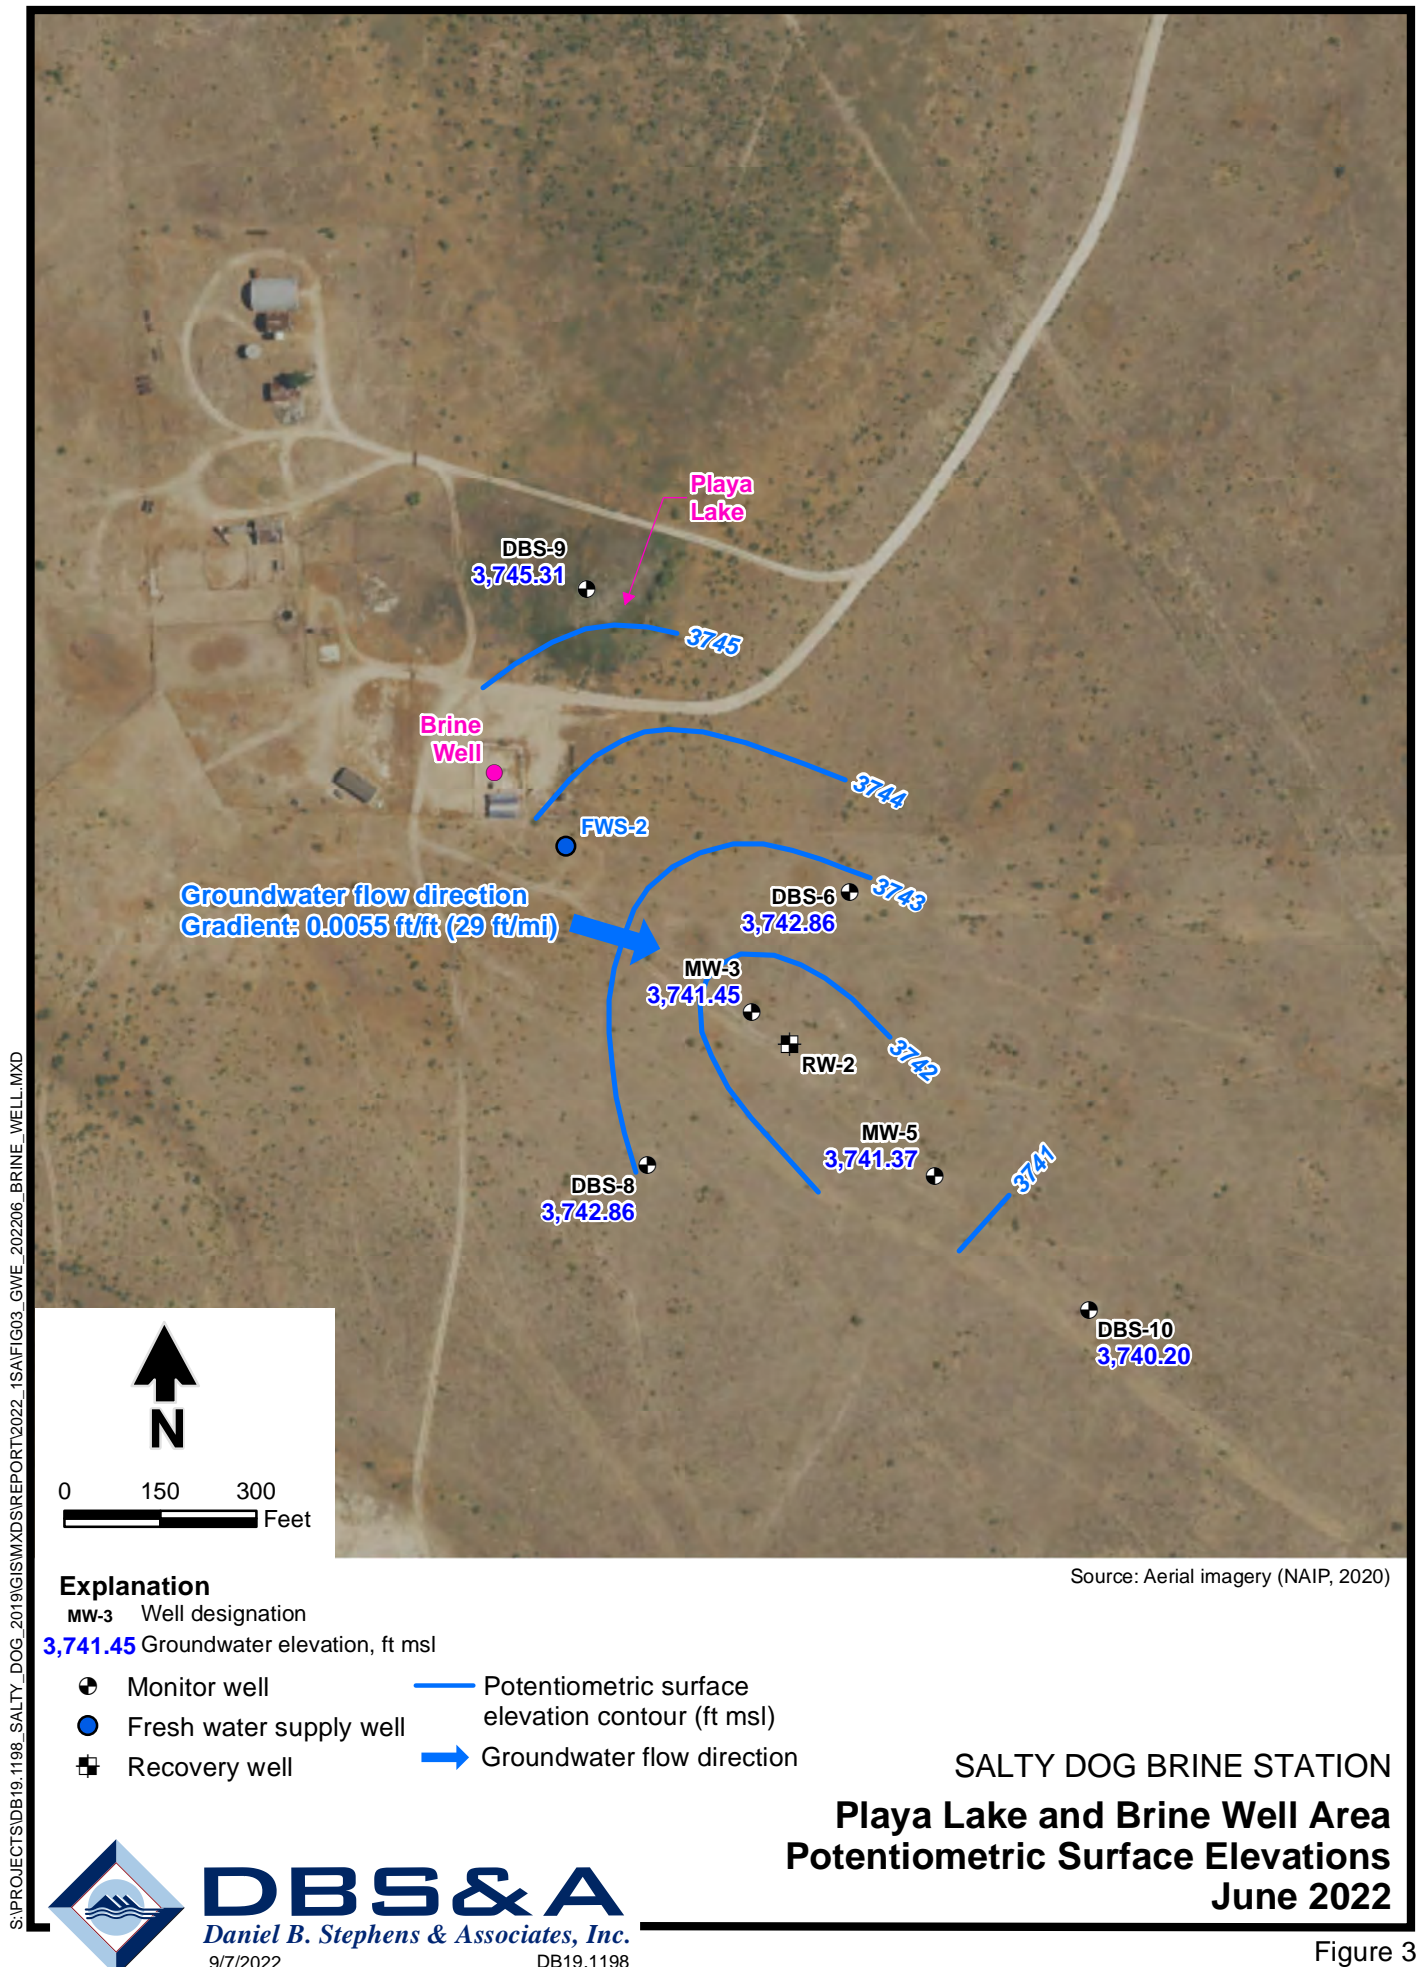 Playa
Lake
DBS-9
3,745.31
3745
Brine
Well
3744
FWS-2
Groundwater flow direction
Gradient: 0.0055 ft/ft (29 ft/mi)
DBS-6
3,742.86
3743
MW-3
3,741.45
RW-2
3742
MW-5
3,741.37
3741
DBS-8
3,742.86
DBS-10
3,740.20
N
0 150 300
Feet
Source: Aerial imagery (NAIP, 2020)
Explanation
MW-3 Well designation
3,741.45 Groundwater elevation, ft msl
Monitor well
Fresh water supply well
Recovery well
Potentiometric surface
elevation contour (ft msl)
Groundwater flow direction
SALTY DOG BRINE STATION
Playa Lake and Brine Well Area
Potentiometric Surface Elevations
June 2022
DBS&A
Daniel B. Stephens & Associates, Inc.
9/7/2022 DB19.1198
Figure 3
S:\PROJECTS\DB19.1198_SALTY_DOG_2019\GIS\MXDS\REPORT\2022_1SA\FIG03_GWE_202206_BRINE_WELL.MXD